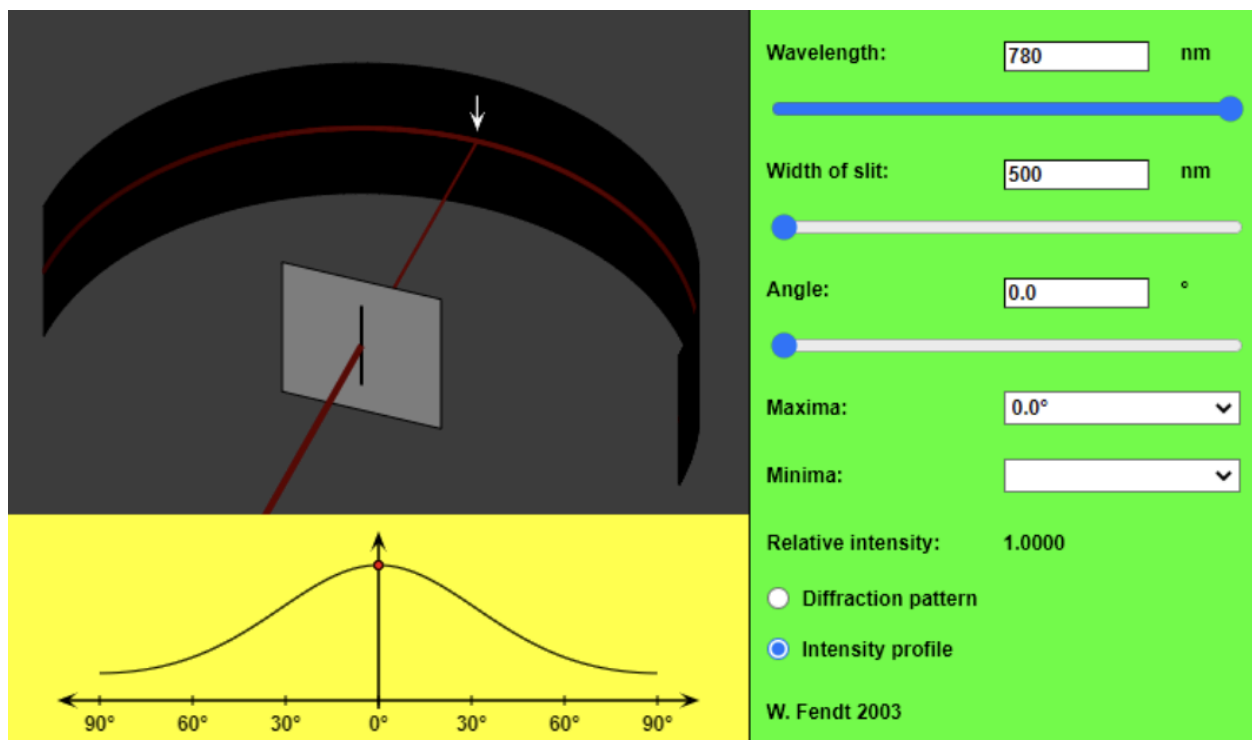 Wavelength: 780 nm
Width of slit: 500 nm
Angle: 0.0 °
Maxima: 0.0°
Minima:
Relative intensity: 1.0000
Diffraction pattern
Intensity profile
W. Fendt 2003
90° 60° 30° 0° 30° 60° 90°